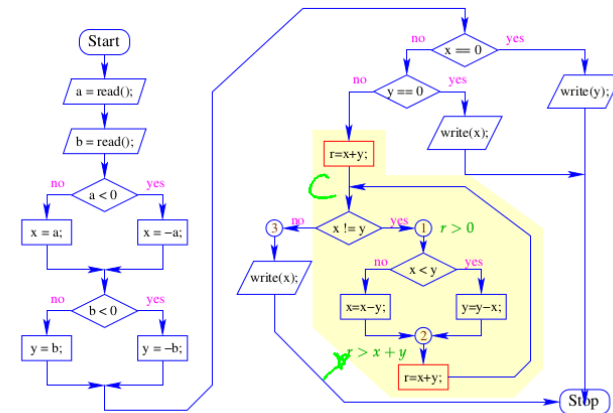 Start
a = read();
b = read();
no
a < 0
yes
x = a;
x = −a;
no
b < 0
yes
y = b;
y = −b;
no
x == 0
yes
no
y == 0
yes
write(y);
write(x);
r=x+y;
C
3
no
x != y
yes
1
r > 0
write(x);
no
x < y
yes
x=x−y;
y=y−x;
2
r > x + y
r=x+y;
Stop